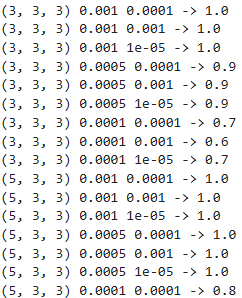 (3, 3, 3) 0.001 0.0001 -> 1.0
(3, 3, 3) 0.001 0.001 -> 1.0
(3, 3, 3) 0.001 1e-05 -> 1.0
(3, 3, 3) 0.0005 0.0001 -> 0.9
(3, 3, 3) 0.0005 0.001 -> 0.9
(3, 3, 3) 0.0005 1e-05 -> 0.9
(3, 3, 3) 0.0001 0.0001 -> 0.7
(3, 3, 3) 0.0001 0.001 -> 0.6
(3, 3, 3) 0.0001 1e-05 -> 0.7
(5, 3, 3) 0.001 0.0001 -> 1.0
(5, 3, 3) 0.001 0.001 -> 1.0
(5, 3, 3) 0.001 1e-05 -> 1.0
(5, 3, 3) 0.0005 0.0001 -> 1.0
(5, 3, 3) 0.0005 0.001 -> 1.0
(5, 3, 3) 0.0005 1e-05 -> 1.0
(5, 3, 3) 0.0001 0.0001 -> 0.8